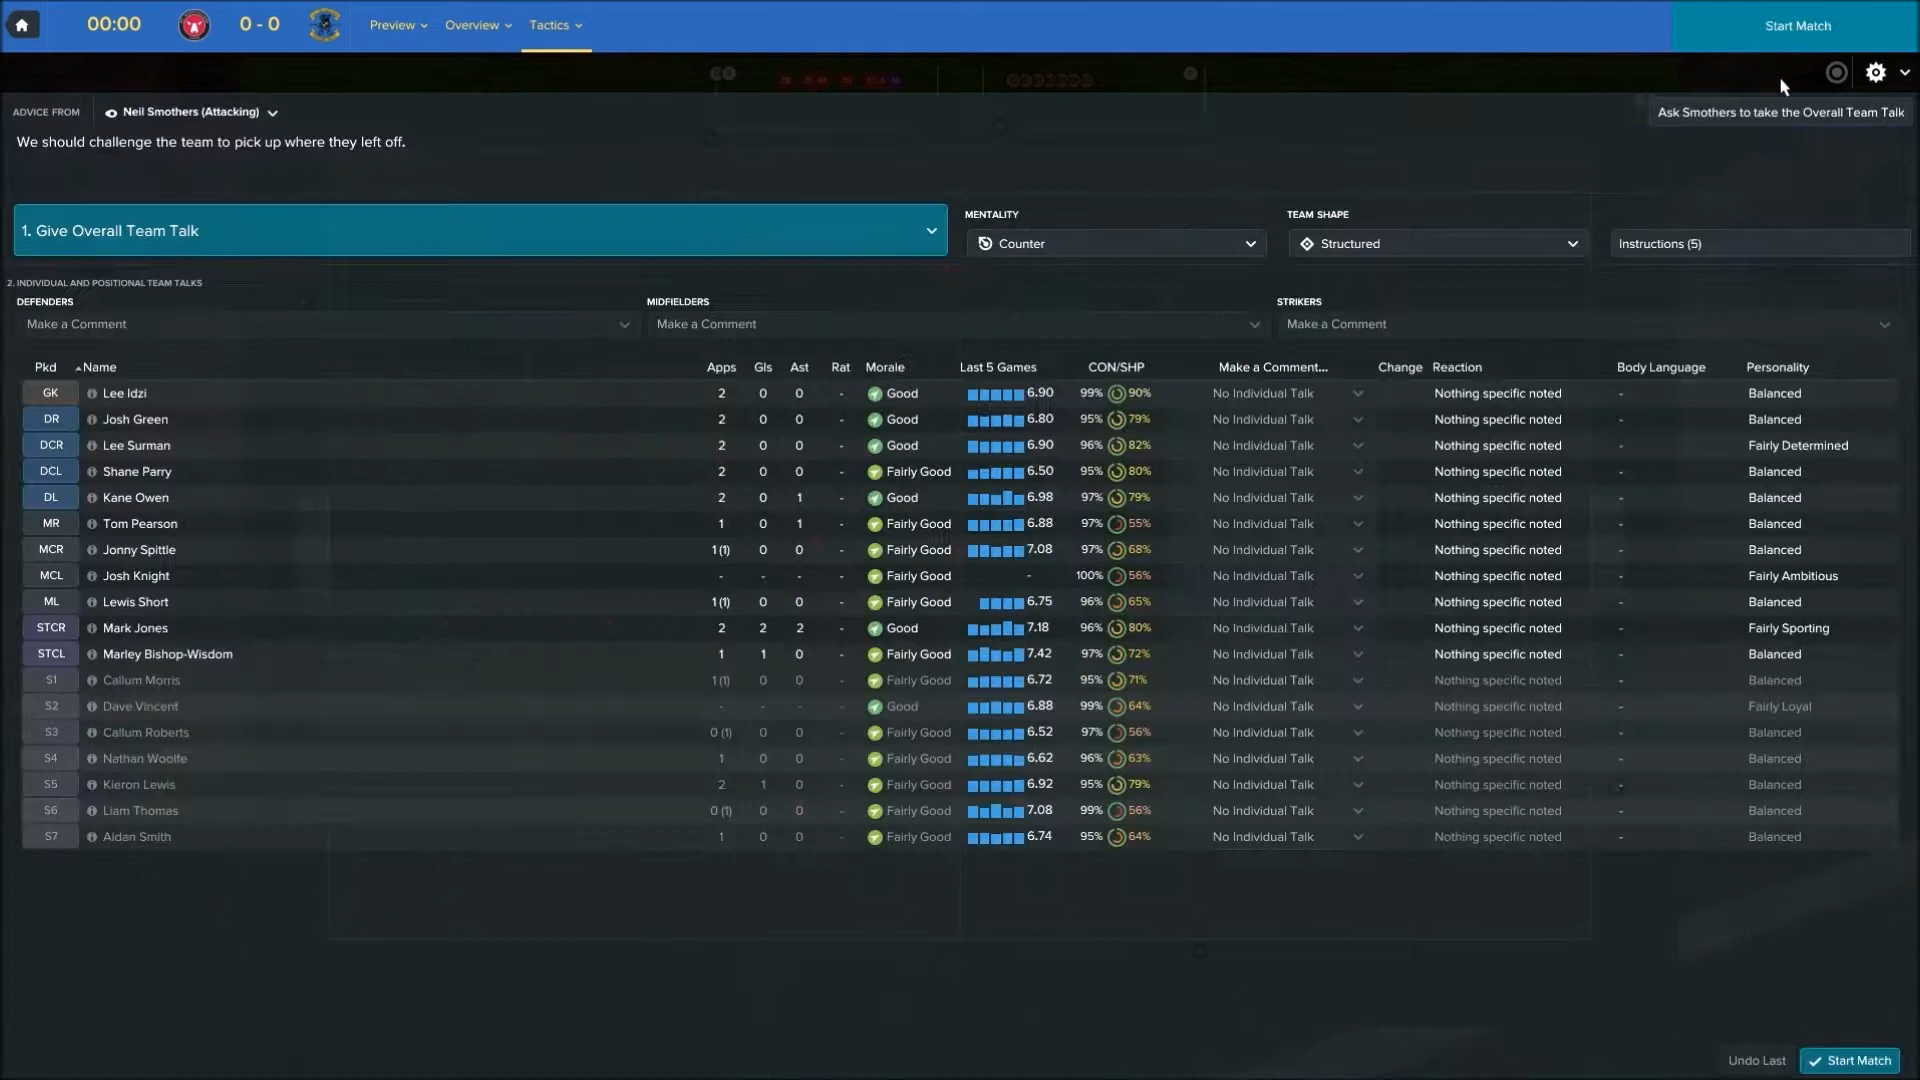 00:00 0 - 0 Preview Overview Tactics Start Match
ADVICE FROM Neil Smothers (Attacking) Ask Smothers to take the Overall Team Talk
We should challenge the team to pick up where they left off.
MENTALITY TEAM SHAPE
1. Give Overall Team Talk Counter Structured Instructions (5)
2. INDIVIDUAL AND POSITIONAL TEAM TALKS
DEFENDERS MIDFIELDERS STRIKERS
Make a Comment Make a Comment Make a Comment
Pkd Name Apps Gls Ast Rat Morale Last 5 Games CON/SHP Make a Comment... Change Reaction Body Language Personality
GK Lee Idzi 2 0 0 - Good 6.90 99% 90% No Individual Talk Nothing specific noted - Balanced
DR Josh Green 2 0 0 - Good 6.80 95% 79% No Individual Talk Nothing specific noted - Balanced
DCR Lee Surman 2 0 0 - Good 6.90 96% 82% No Individual Talk Nothing specific noted - Fairly Determined
DCL Shane Parry 2 0 0 - Fairly Good 6.50 95% 80% No Individual Talk Nothing specific noted - Balanced
DL Kane Owen 2 0 1 - Good 6.98 97% 79% No Individual Talk Nothing specific noted - Balanced
MR Tom Pearson 1 0 1 - Fairly Good 6.88 97% 55% No Individual Talk Nothing specific noted - Balanced
MCR Jonny Spittle 1 (1) 0 0 - Fairly Good 7.08 97% 68% No Individual Talk Nothing specific noted - Balanced
MCL Josh Knight - - - - Fairly Good - 100% 56% No Individual Talk Nothing specific noted - Fairly Ambitious
ML Lewis Short 1 (1) 0 0 - Fairly Good 6.75 96% 65% No Individual Talk Nothing specific noted - Balanced
STCR Mark Jones 2 2 2 - Good 7.18 96% 80% No Individual Talk Nothing specific noted - Fairly Sporting
STCL Marley Bishop-Wisdom 1 1 0 - Fairly Good 7.42 97% 72% No Individual Talk Nothing specific noted - Balanced
S1 Callum Morris 1 (1) 0 0 - Fairly Good 6.72 95% 71% No Individual Talk Nothing specific noted - Balanced
S2 Dave Vincent - - - - Good 6.88 99% 64% No Individual Talk Nothing specific noted - Fairly Loyal
S3 Callum Roberts 0 (1) 0 0 - Fairly Good 6.52 97% 56% No Individual Talk Nothing specific noted - Balanced
S4 Nathan Woolfe 1 0 0 - Fairly Good 6.62 96% 63% No Individual Talk Nothing specific noted - Balanced
S5 Kieron Lewis 2 1 0 - Fairly Good 6.92 95% 79% No Individual Talk Nothing specific noted - Balanced
S6 Liam Thomas 0 (1) 0 0 - Fairly Good 7.08 99% 56% No Individual Talk Nothing specific noted - Balanced
S7 Aidan Smith 1 0 0 - Fairly Good 6.74 95% 64% No Individual Talk Nothing specific noted - Balanced
Undo Last Start Match